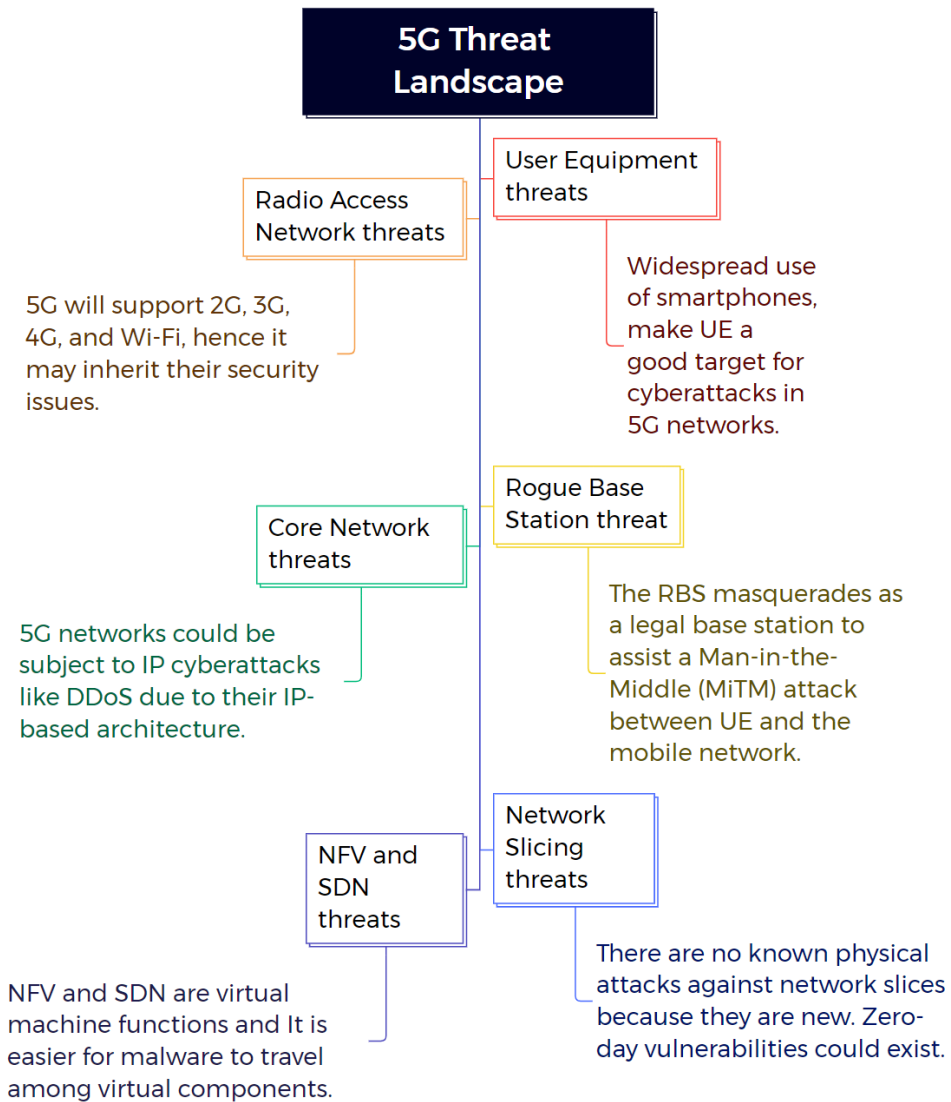 5G Threat
Landscape
User Equipment
threats
Radio Access
Network threats
Widespread use
of smartphones,
make UE a
good target for
cyberattacks in
5G networks.
5G will support 2G, 3G,
4G, and Wi-Fi, hence it
may inherit their security
issues.
Rogue Base
Station threat
Core Network
threats
The RBS masquerades as
a legal base station to
assist a Man-in-the-
Middle (MiTM) attack
between UE and the
mobile network.
5G networks could be
subject to IP cyberattacks
like DDoS due to their IP-
based architecture.
Network
Slicing
threats
NFV and
SDN
threats
There are no known physical
attacks against network slices
because they are new. Zero-
day vulnerabilities could exist.
NFV and SDN are virtual
machine functions and It is
easier for malware to travel
among virtual components.